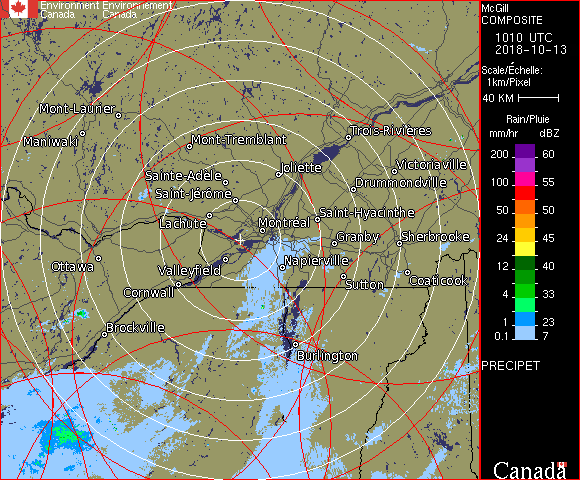 Environment Environnement
Canada Canada
McGill
COMPOSITE
1010 UTC
2018-10-13
Scale/Échelle:
1km/Pixel
40 KM
Rain/Pluie
mm/hr dBZ
200 60
55
100 55
50 50
24 45
12 40
4 33
1 23
0.1 7
PRECIPET
Canada
Mont-Laurier
Maniwaki
Mont-Tremblant
Trois-Rivières
Joliette
Victoriaville
Sainte-Adèle
Drummondville
Saint-Jérôme
Saint-Hyacinthe
Lachute
Montréal
Granby
Sherbrooke
Ottawa
Valleyfield
Napierville
Sutton
Coaticook
Cornwall
Brockville
Burlington